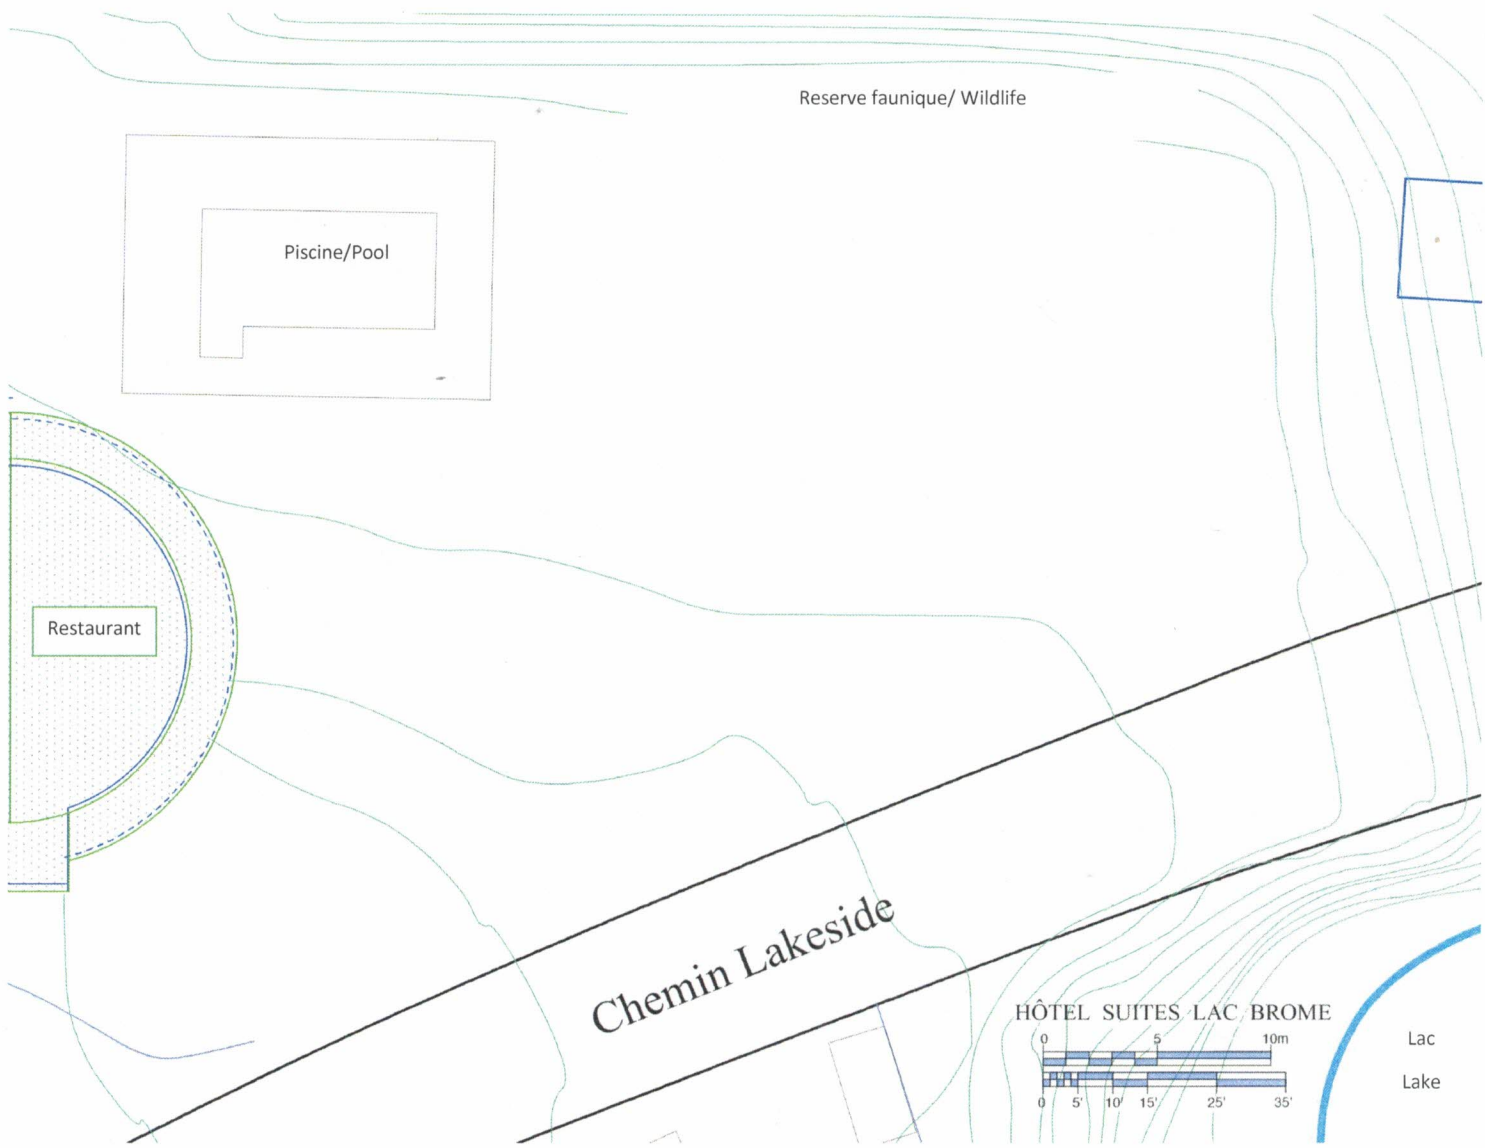 Reserve faunique/ Wildlife
Piscine/Pool
Restaurant
Chemin Lakeside
HÔTEL SUITES LAC BROME
0 5 10m
0 5' 10' 15' 25' 35'
Lac
Lake